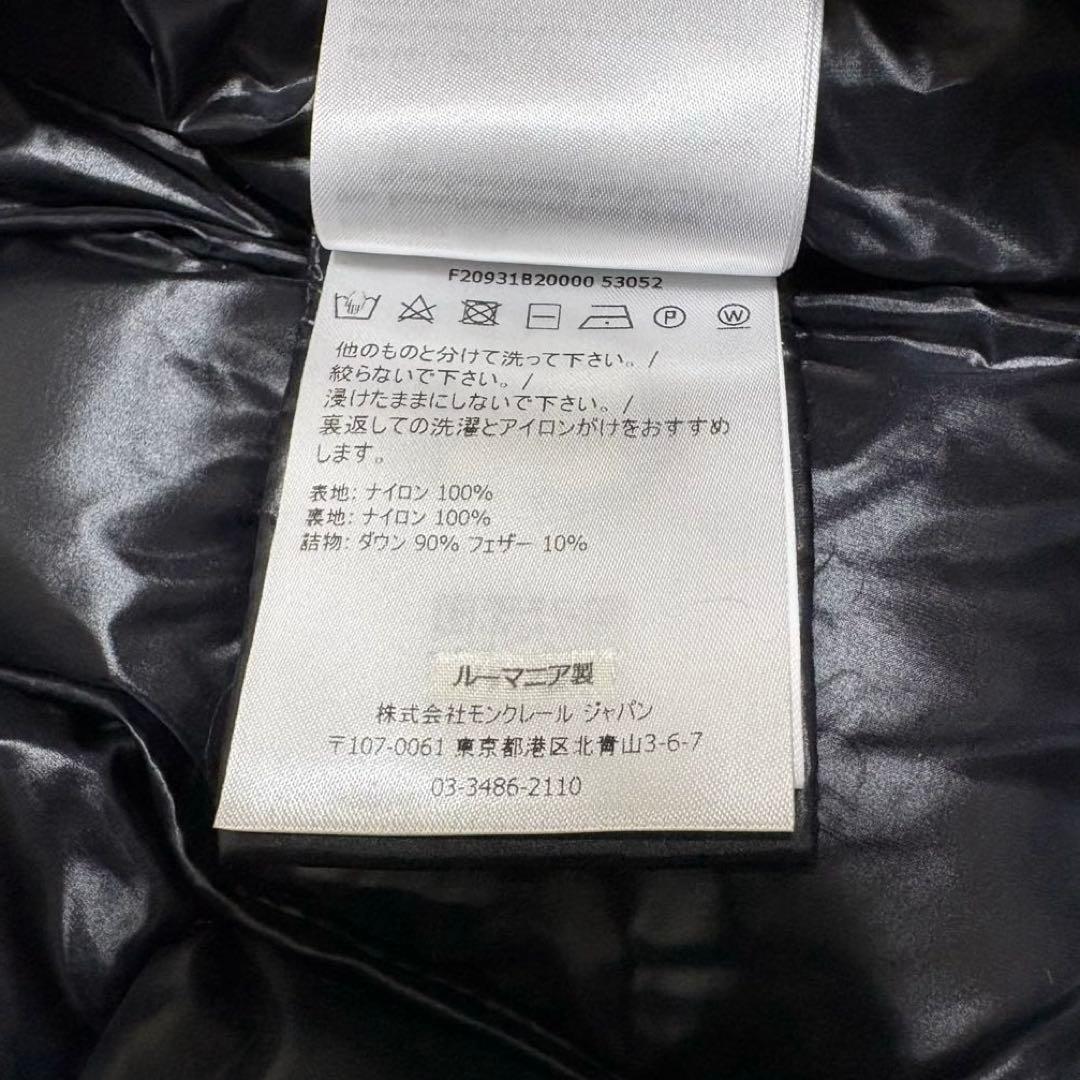 F20931B20000 53052
P W
他のものと分けて洗って下さい。/
絞らないで下さい。/
浸けたままにしないで下さい。/
裏返しての洗濯とアイロンがけをおすすめ
します。
表地: ナイロン 100%
裏地: ナイロン 100%
詰物: ダウン 90% フェザー 10%
ルーマニア製
株式会社モンクレール ジャパン
〒107-0061 東京都港区北青山3-6-7
03-3486-2110